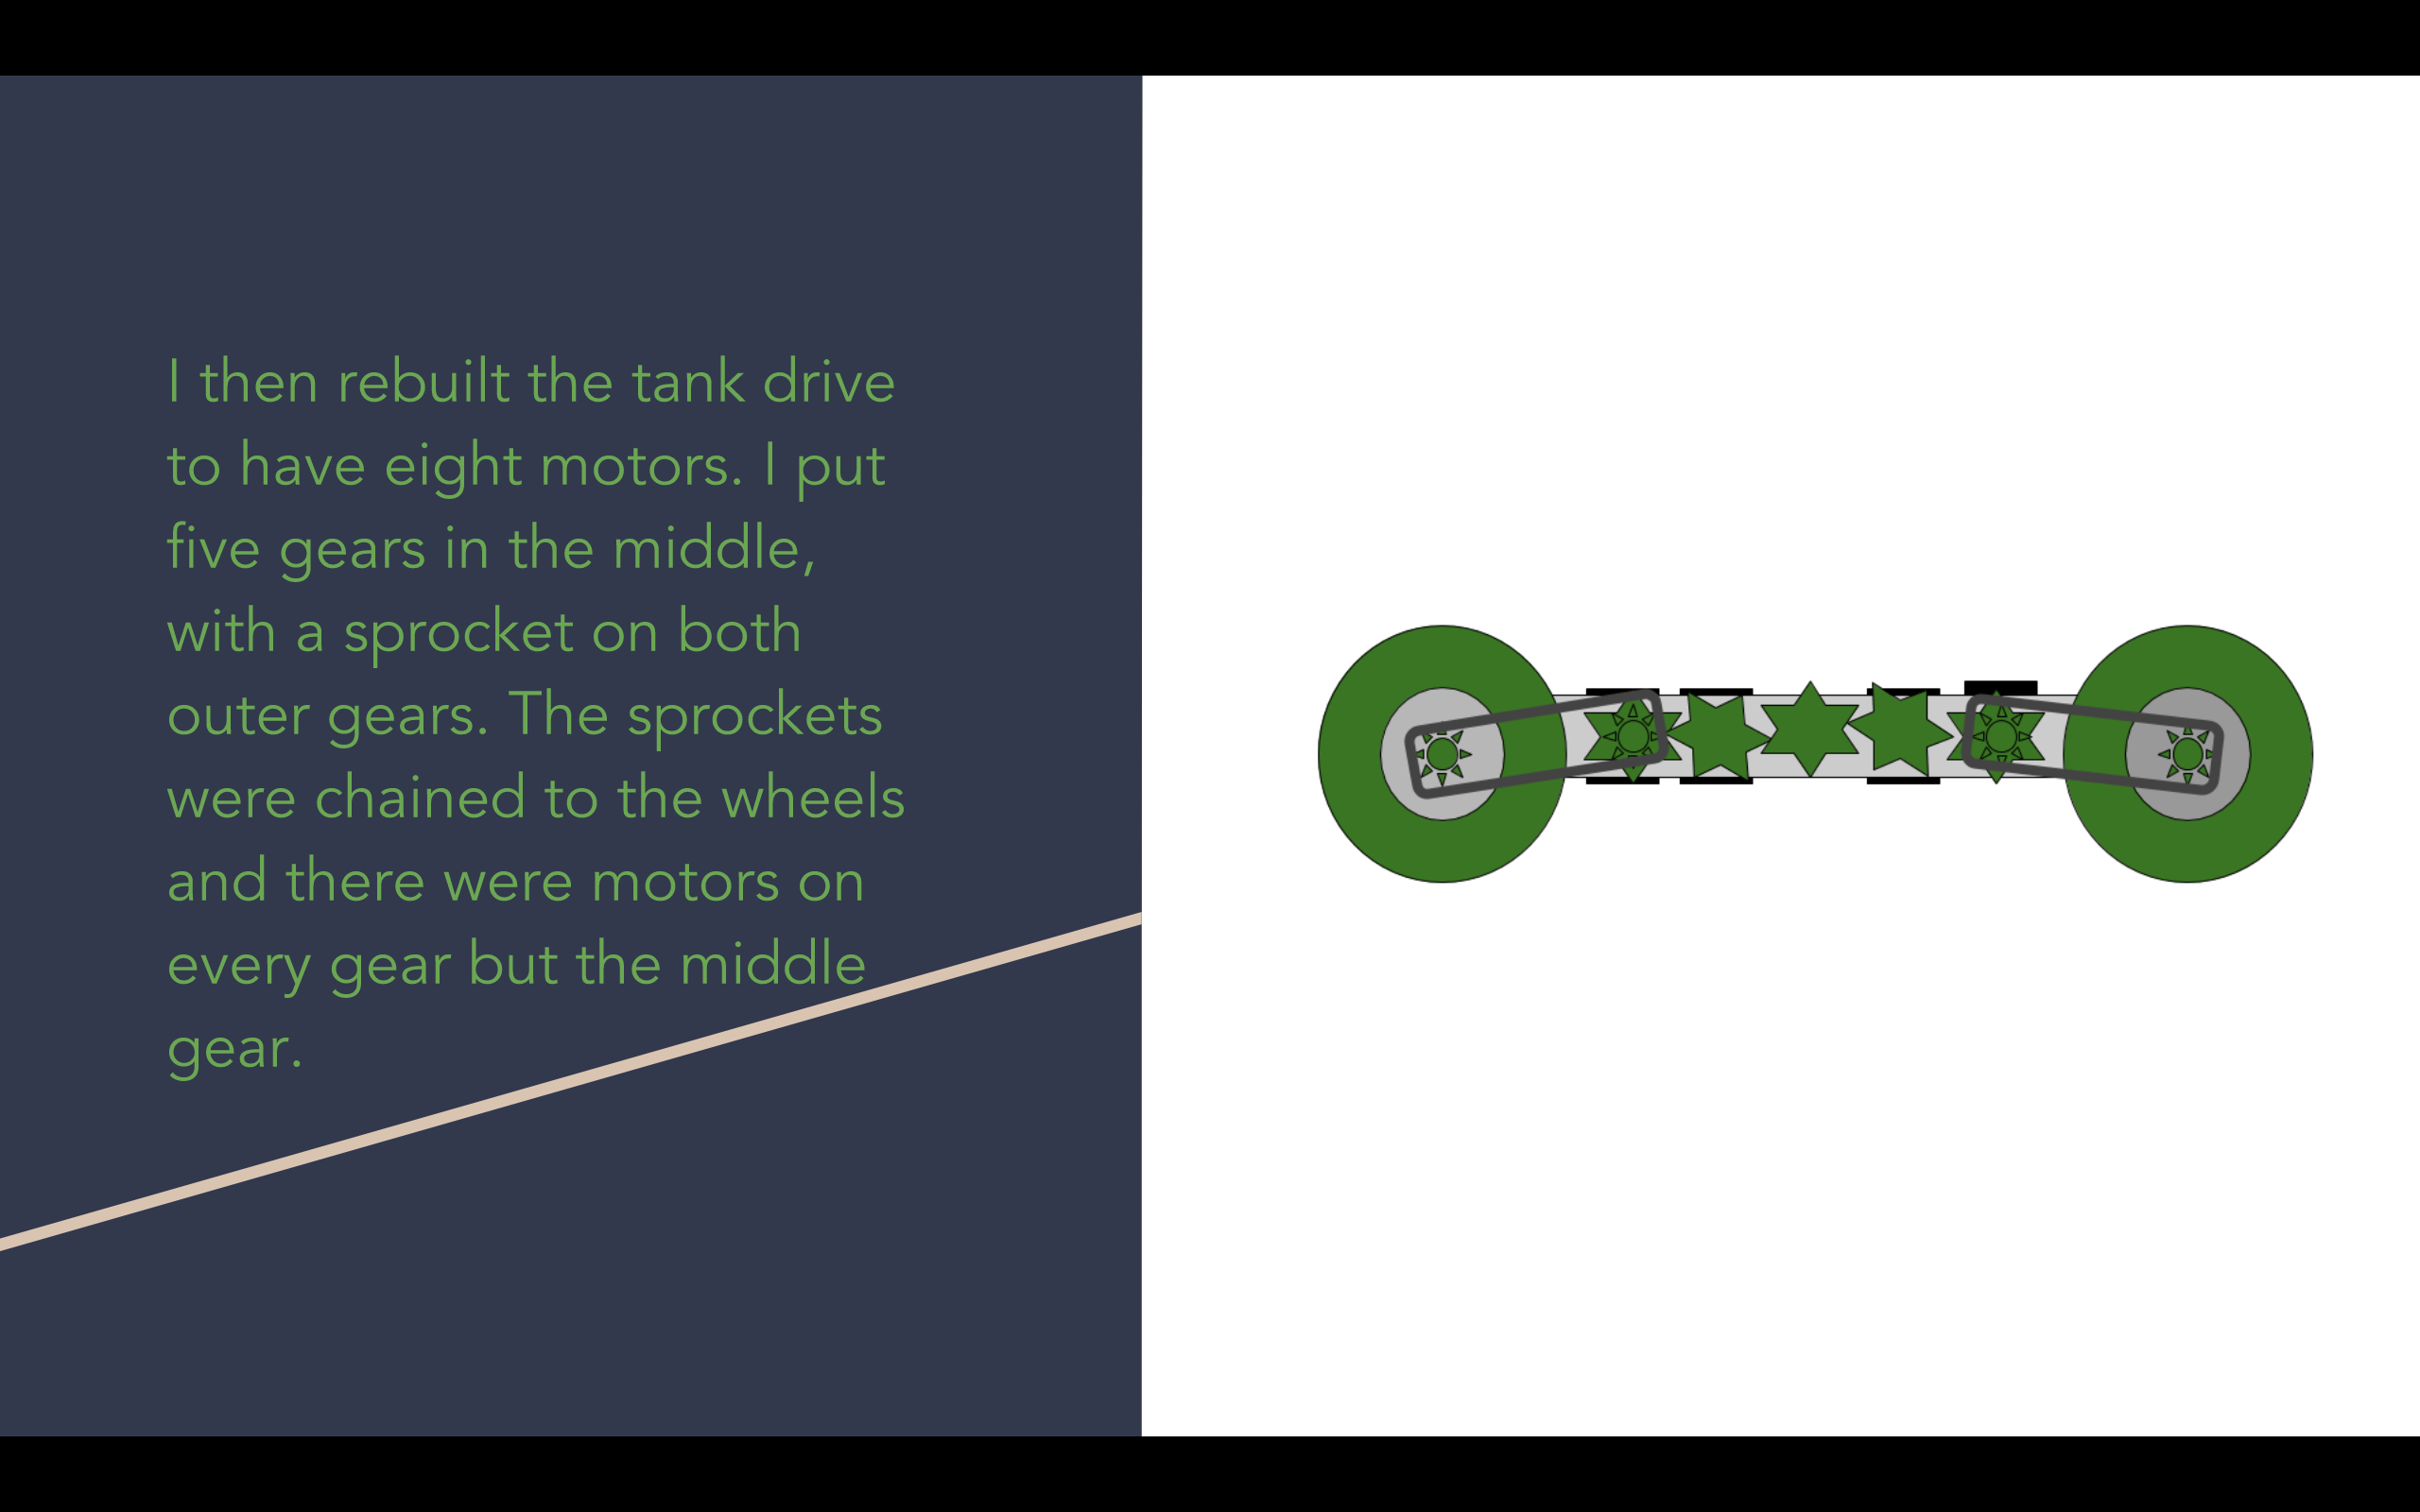 I then rebuilt the tank drive
to have eight motors. I put
five gears in the middle,
with a sprocket on both
outer gears. The sprockets
were chained to the wheels
and there were motors on
every gear but the middle
gear.